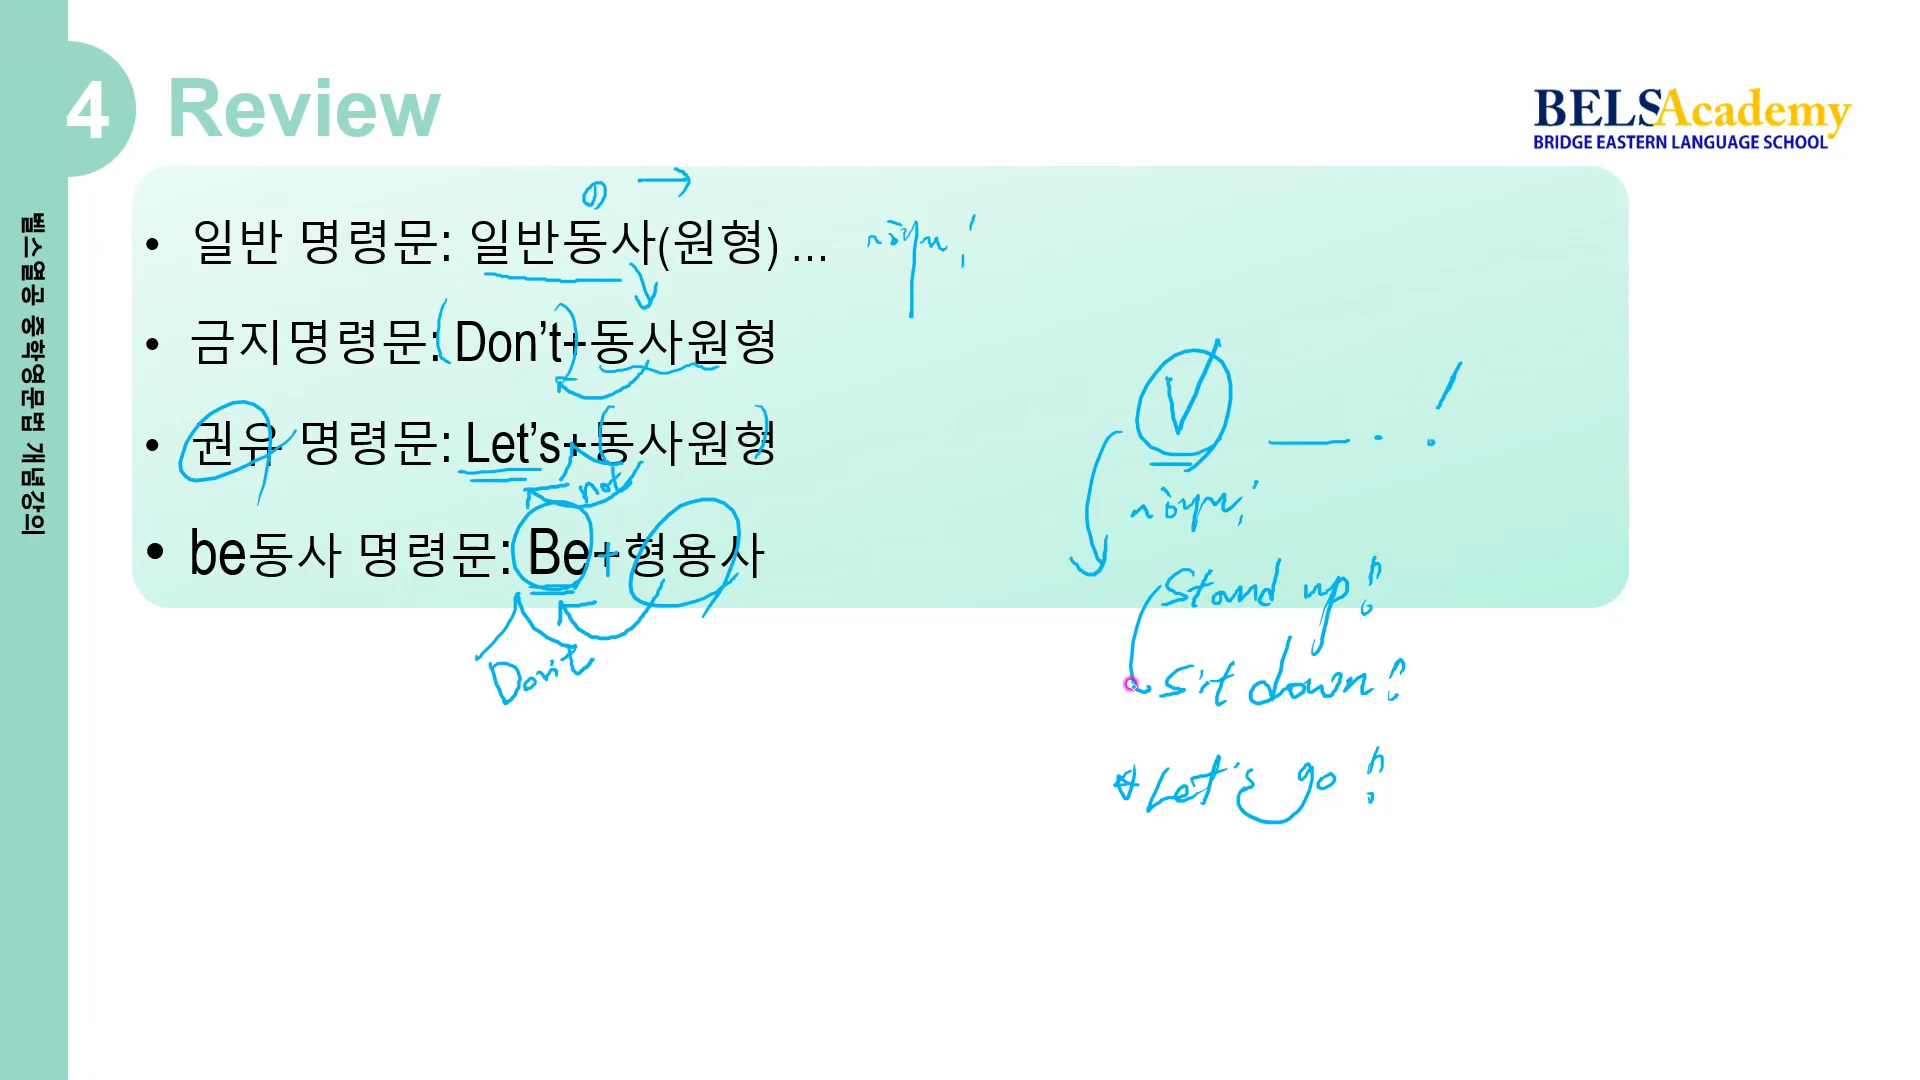 4 Review
BELSAcademy
BRIDGE EASTERN LANGUAGE SCHOOL
벨스열공 중학영문법 개념강의
• 일반 명령문: 일반동사(원형) ...
• 금지명령문: Don't+동사원형
• 권유 명령문: Let's+동사원형
not
• be동사 명령문: Be+형용사
Don't
V ___ . !
Stand up!
Sit down!
Let's go!